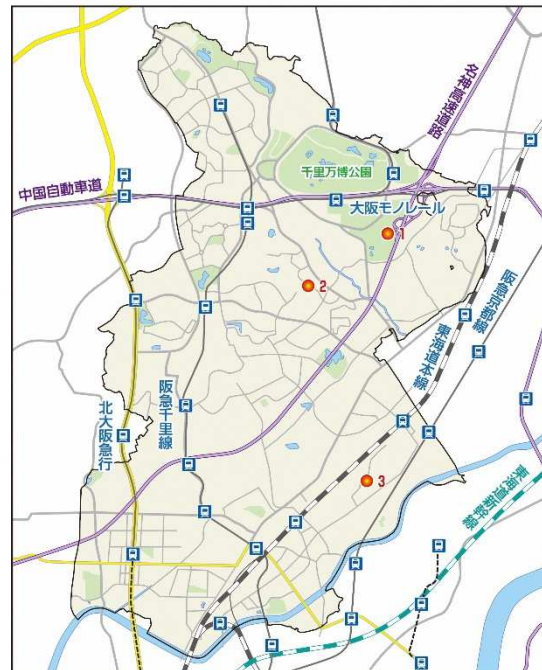 名神高速道路
千里万博公園
中国自動車道
大阪モノレール
1
2
阪急京都線
東海道本線
阪急千里線
北大阪急行
3
東海道新幹線